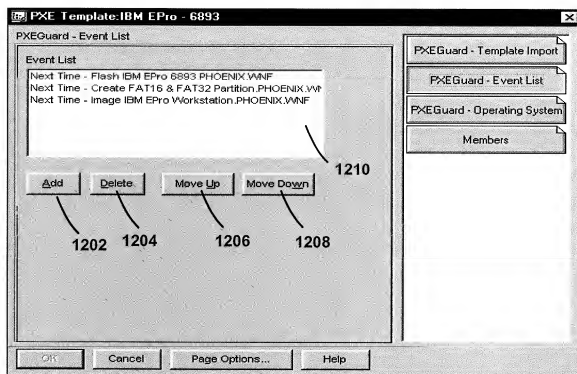 PXE Template:IBM EPro - 6893
PXEGuard - Event List
Event List
Next Time - Flash IBM EPro 6893 PHOENIX.WNF
Next Time - Create FAT16 & FAT32 Partition.PHOENIX.WN
Next Time - Image IBM EPro Workstation.PHOENIX.WNF
1210
Add
Delete
Move Up
Move Down
1202
1204
1206
1208
PXEGuard - Template Import
PXEGuard - Event List
PXEGuard - Operating System
Members
OK
Cancel
Page Options...
Help